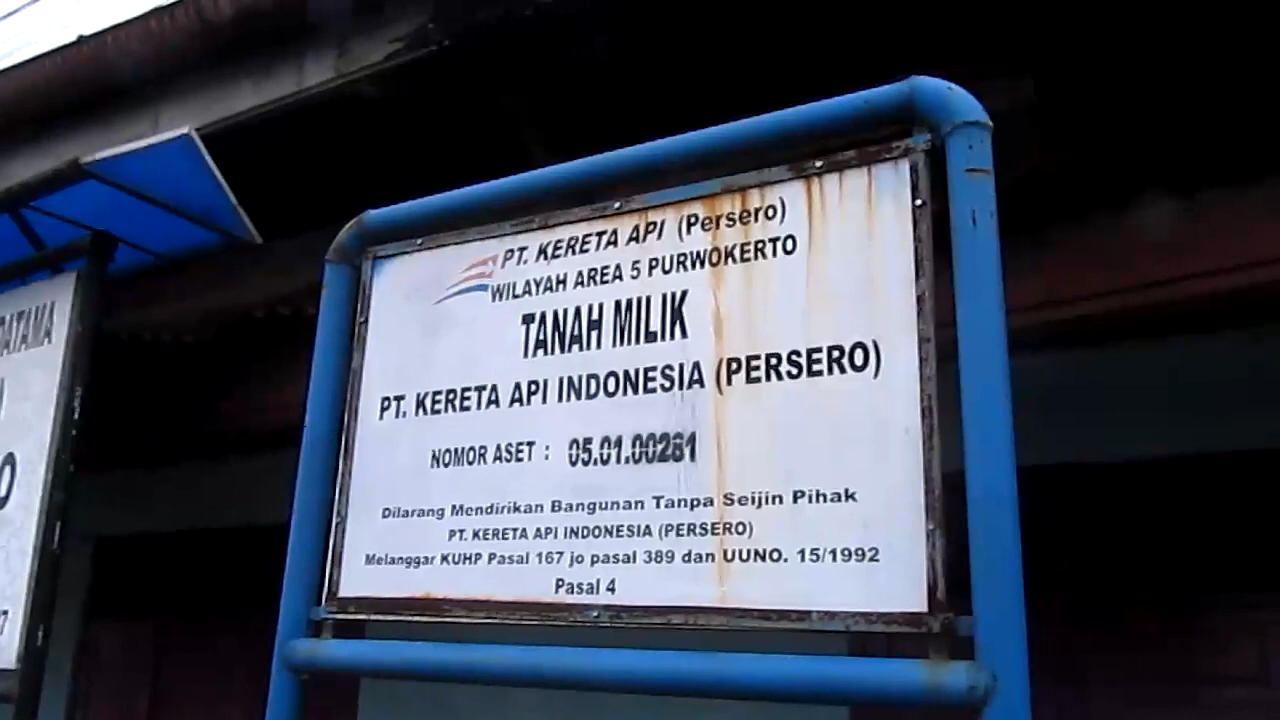 PT. KERETA API (Persero)
WILAYAH AREA 5 PURWOKERTO
TANAH MILIK
PT. KERETA API INDONESIA (PERSERO)
NOMOR ASET : 05.01.00281
Dilarang Mendirikan Bangunan Tanpa Seijin Pihak
PT. KERETA API INDONESIA (PERSERO)
Melanggar KUHP Pasal 167 jo pasal 389 dan UUNO. 15/1992
Pasal 4